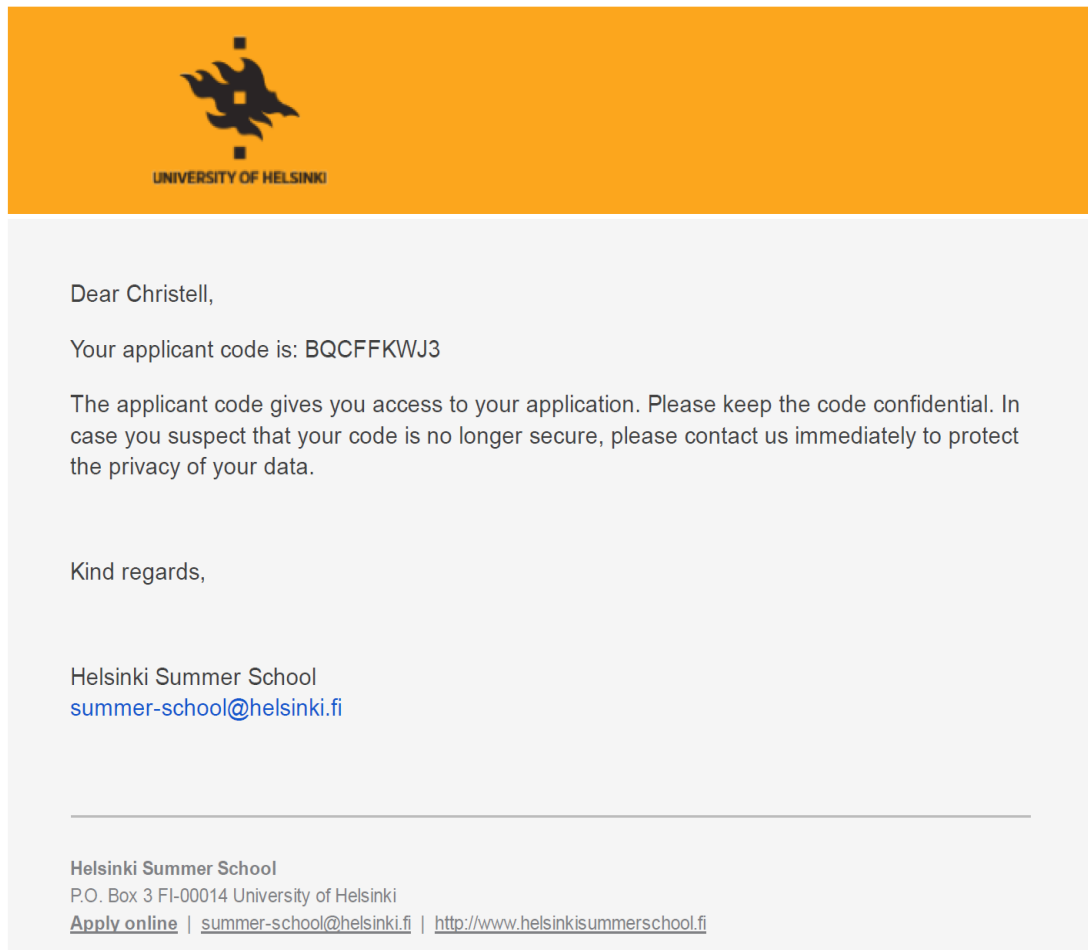 UNIVERSITY OF HELSINKI
Dear Christell,
Your applicant code is: BQCFFKWJ3
The applicant code gives you access to your application. Please keep the code confidential. In
case you suspect that your code is no longer secure, please contact us immediately to protect
the privacy of your data.
Kind regards,
Helsinki Summer School
summer-school@helsinki.fi
Helsinki Summer School
P.O. Box 3 FI-00014 University of Helsinki
Apply online | summer-school@helsinki.fi | http://www.helsinkisummerschool.fi